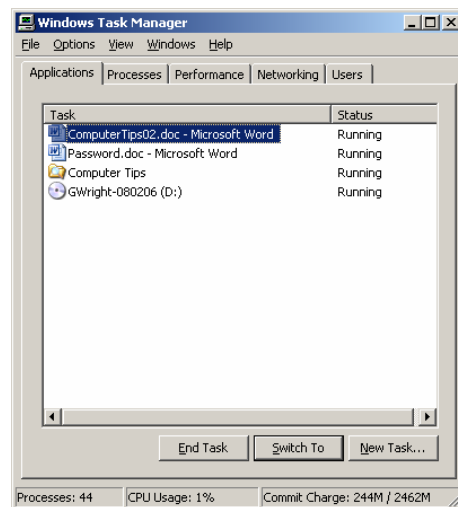 Windows Task Manager
File Options View Windows Help
Applications Processes Performance Networking Users
Task Status
ComputerTips02.doc - Microsoft Word Running
Password.doc - Microsoft Word Running
Computer Tips Running
GWright-080206 (D:) Running
End Task Switch To New Task...
Processes: 44 CPU Usage: 1% Commit Charge: 244M / 2462M